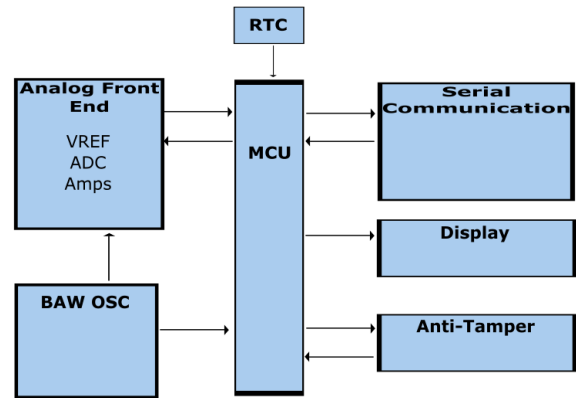 RTC
Analog Front
End
VREF
ADC
Amps
MCU
Serial
Communication
Display
BAW OSC
Anti-Tamper